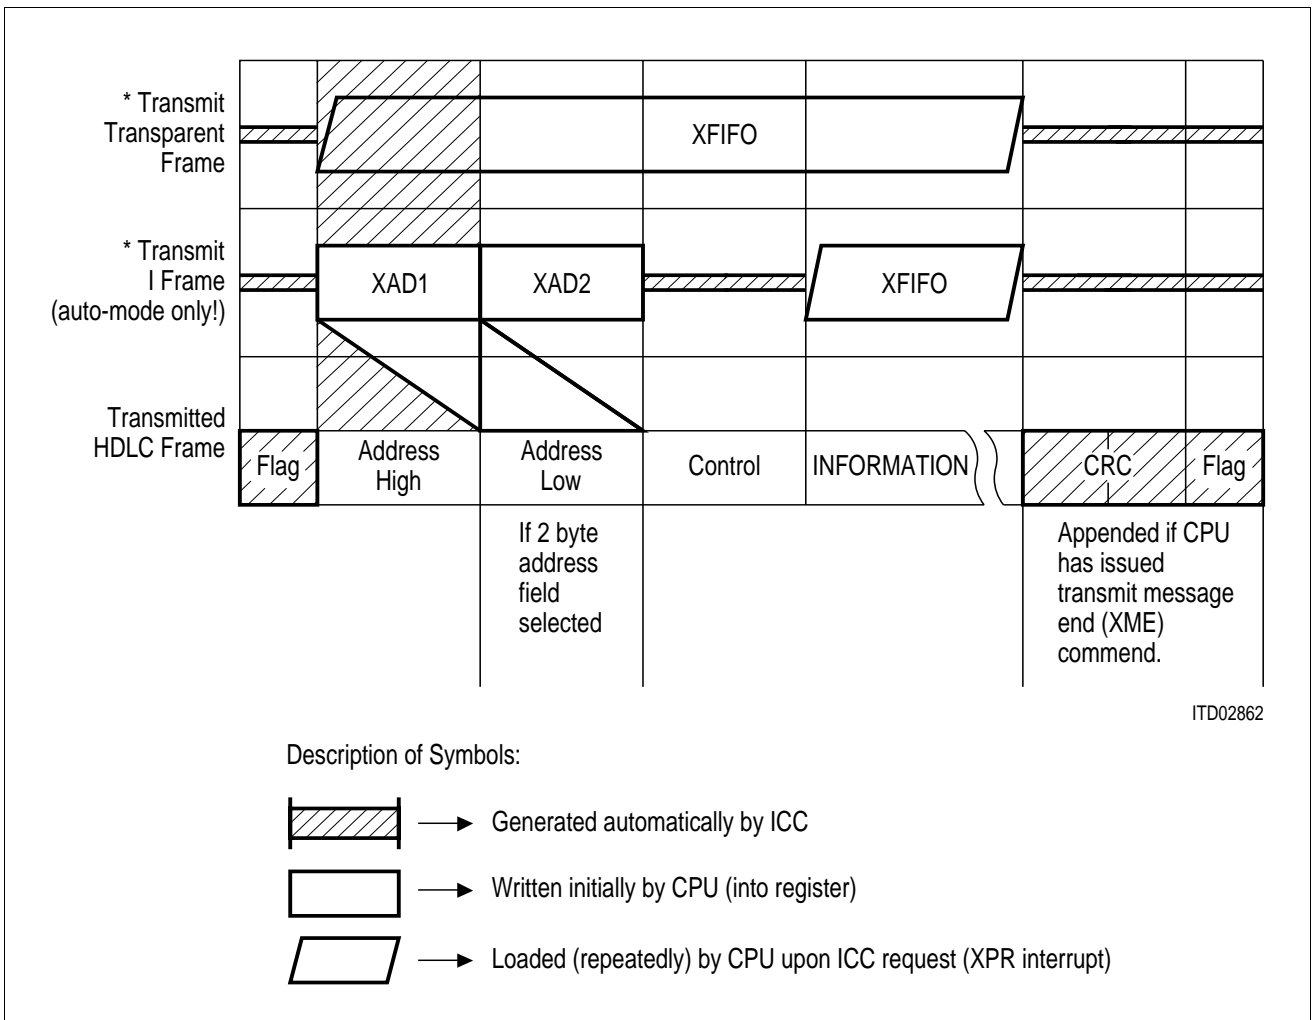 * Transmit
Transparent
Frame
XFIFO
* Transmit
I Frame
(auto-mode only!)
XAD1
XAD2
XFIFO
Transmitted
HDLC Frame
Flag
Address
High
Address
Low
Control
INFORMATION
CRC
Flag
If 2 byte
address
field
selected
Appended if CPU
has issued
transmit message
end (XME)
commend.
ITD02862
Description of Symbols:
Generated automatically by ICC
Written initially by CPU (into register)
Loaded (repeatedly) by CPU upon ICC request (XPR interrupt)